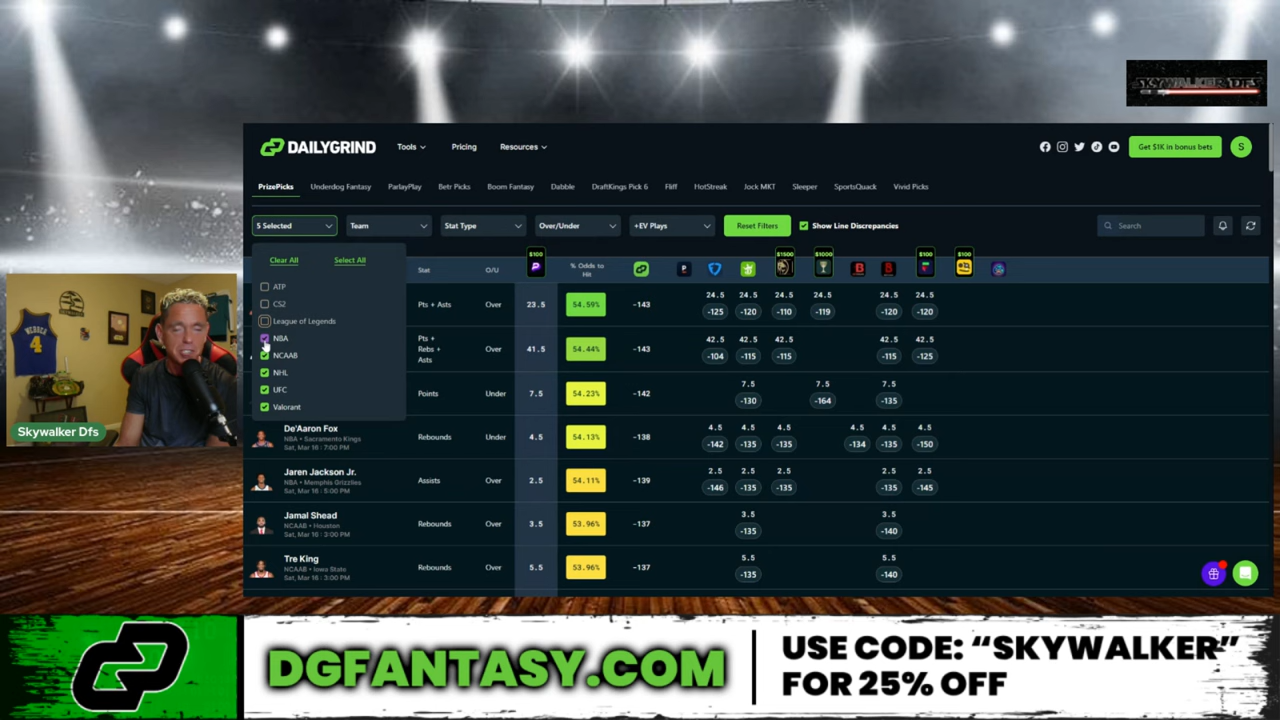 SKYWALKER DFS
DAILYGRIND Tools Pricing Resources Get $1K in bonus bets S
PrizePicks Underdog Fantasy ParlayPlay Betr Picks Boom Fantasy Dabble DraftKings Pick 6 Fliff HotStreak Jock MKT Sleeper SportsQuack Vivid Picks
5 Selected Team Stat Type Over/Under +EV Plays Reset Filters Show Line Discrepancies Search
Clear All Select All
ATP
CS2
League of Legends
NBA
NCAAB
NHL
UFC
Valorant
Stat O/U $100 P % Odds to Hit P $1500 $1000 B B $100 $100
Pts + Asts Over 23.5 54.59% -143 24.5 24.5 24.5 24.5 24.5 24.5
-125 -120 -110 -119 -120 -120
Pts + Rebs + Asts Over 41.5 54.44% -143 42.5 42.5 42.5 42.5 42.5
-104 -115 -115 -115 -125
Points Under 7.5 54.23% -142 7.5 7.5 7.5
-130 -164 -135
De'Aaron Fox
NBA • Sacramento Kings
Sat, Mar 16 · 7:00 PM
Rebounds Under 4.5 54.13% -138 4.5 4.5 4.5 4.5 4.5 4.5
-142 -135 -135 -134 -135 -150
Jaren Jackson Jr.
NBA • Memphis Grizzlies
Sat, Mar 16 · 5:00 PM
Assists Over 2.5 54.11% -139 2.5 2.5 2.5 2.5 2.5
-146 -135 -135 -135 -145
Jamal Shead
NCAAB • Houston
Sat, Mar 16 · 3:00 PM
Rebounds Over 3.5 53.96% -137 3.5 3.5
-135 -140
Tre King
NCAAB • Iowa State
Sat, Mar 16 · 3:00 PM
Rebounds Over 5.5 53.96% -137 5.5 5.5
-135 -140
WEBBER
4
Skywalker Dfs
DGFANTASY.COM
USE CODE: “SKYWALKER”
FOR 25% OFF